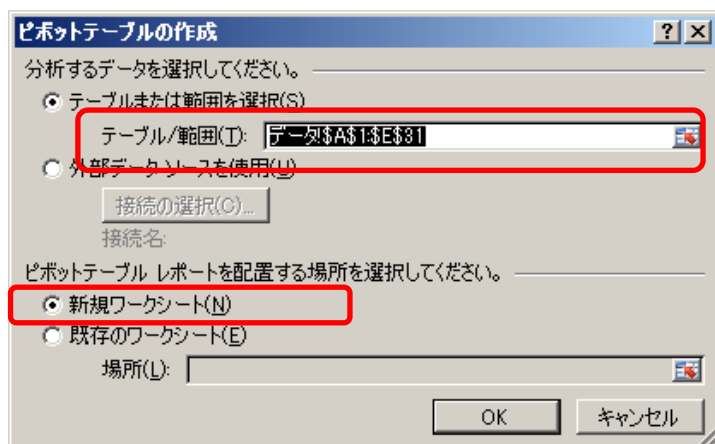 ピボットテーブルの作成
分析するデータを選択してください。
テーブルまたは範囲を選択(S)
テーブル/範囲(T): データ!$A$1:$E$31
外部データ ソースを使用(U)
接続の選択(C)...
接続名:
ピボットテーブル レポートを配置する場所を選択してください。
新規ワークシート(N)
既存のワークシート(E)
場所(L):
OK キャンセル